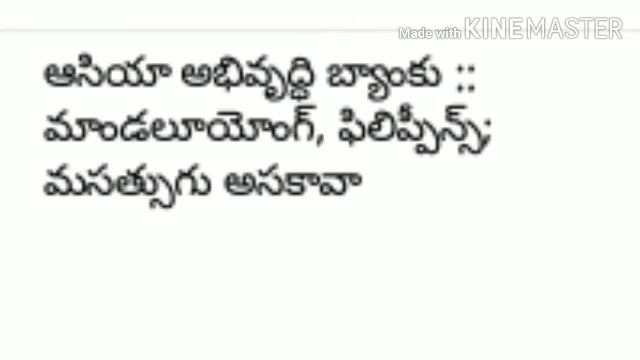 Made with KINEMASTER
ఆసియా అభివృద్ధి బ్యాంకు ::
మాండలూయోంగ్, ఫిలిప్పీన్స్;
మసత్సుగు అసకావా